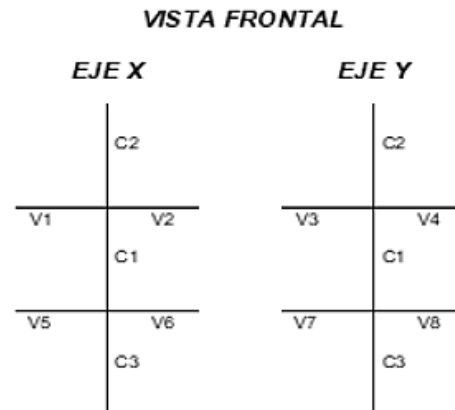 VISTA FRONTAL
EJE X EJE Y
C2 C2
V1 V2 V3 V4
C1 C1
V5 V6 V7 V8
C3 C3